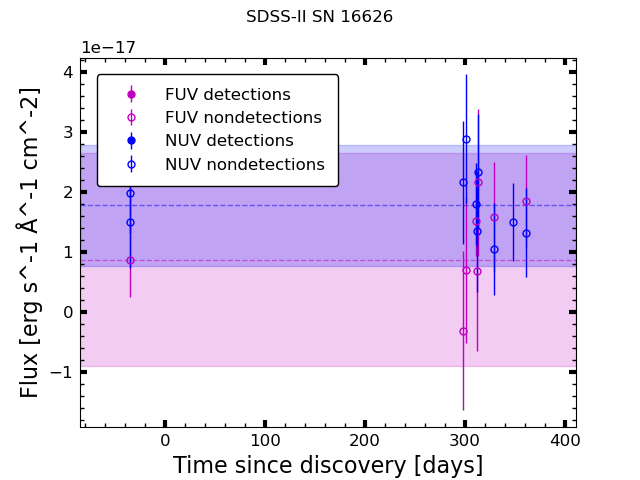 SDSS-II SN 16626
1e−17
FUV detections
FUV nondetections
NUV detections
NUV nondetections
4
3
2
1
0
−1
Flux [erg s^-1 Å^-1 cm^-2]
0 100 200 300 400
Time since discovery [days]